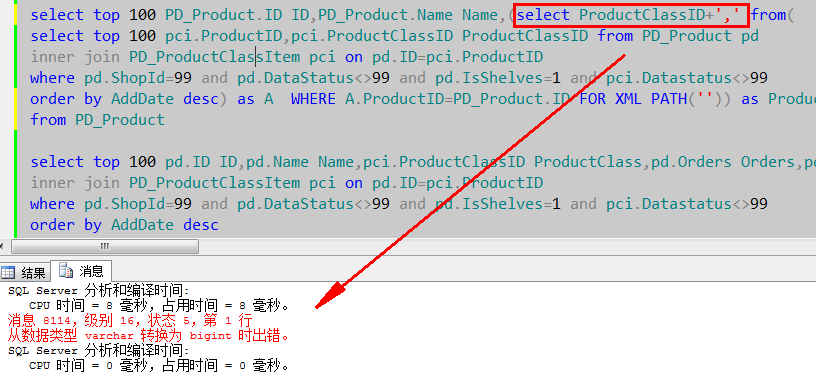 select top 100 PD_Product.ID ID,PD_Product.Name Name,(select ProductClassID+',' from(
select top 100 pci.ProductID,pci.ProductClassID ProductClassID from PD_Product pd
inner join PD_ProductClassItem pci on pd.ID=pci.ProductID
where pd.ShopId=99 and pd.DataStatus<>99 and pd.IsShelves=1 and pci.Datastatus<>99
order by AddDate desc) as A  WHERE A.ProductID=PD_Product.ID FOR XML PATH('')) as Produc
from PD_Product
select top 100 pd.ID ID,pd.Name Name,pci.ProductClassID ProductClass,pd.Orders Orders,pd
inner join PD_ProductClassItem pci on pd.ID=pci.ProductID
where pd.ShopId=99 and pd.DataStatus<>99 and pd.IsShelves=1 and pci.Datastatus<>99
order by AddDate desc
结果 消息
SQL Server 分析和编译时间:
CPU 时间 = 8 毫秒，占用时间 = 8 毫秒。
消息 8114，级别 16，状态 5，第 1 行
从数据类型 varchar 转换为 bigint 时出错。
SQL Server 分析和编译时间:
CPU 时间 = 0 毫秒，占用时间 = 0 毫秒。